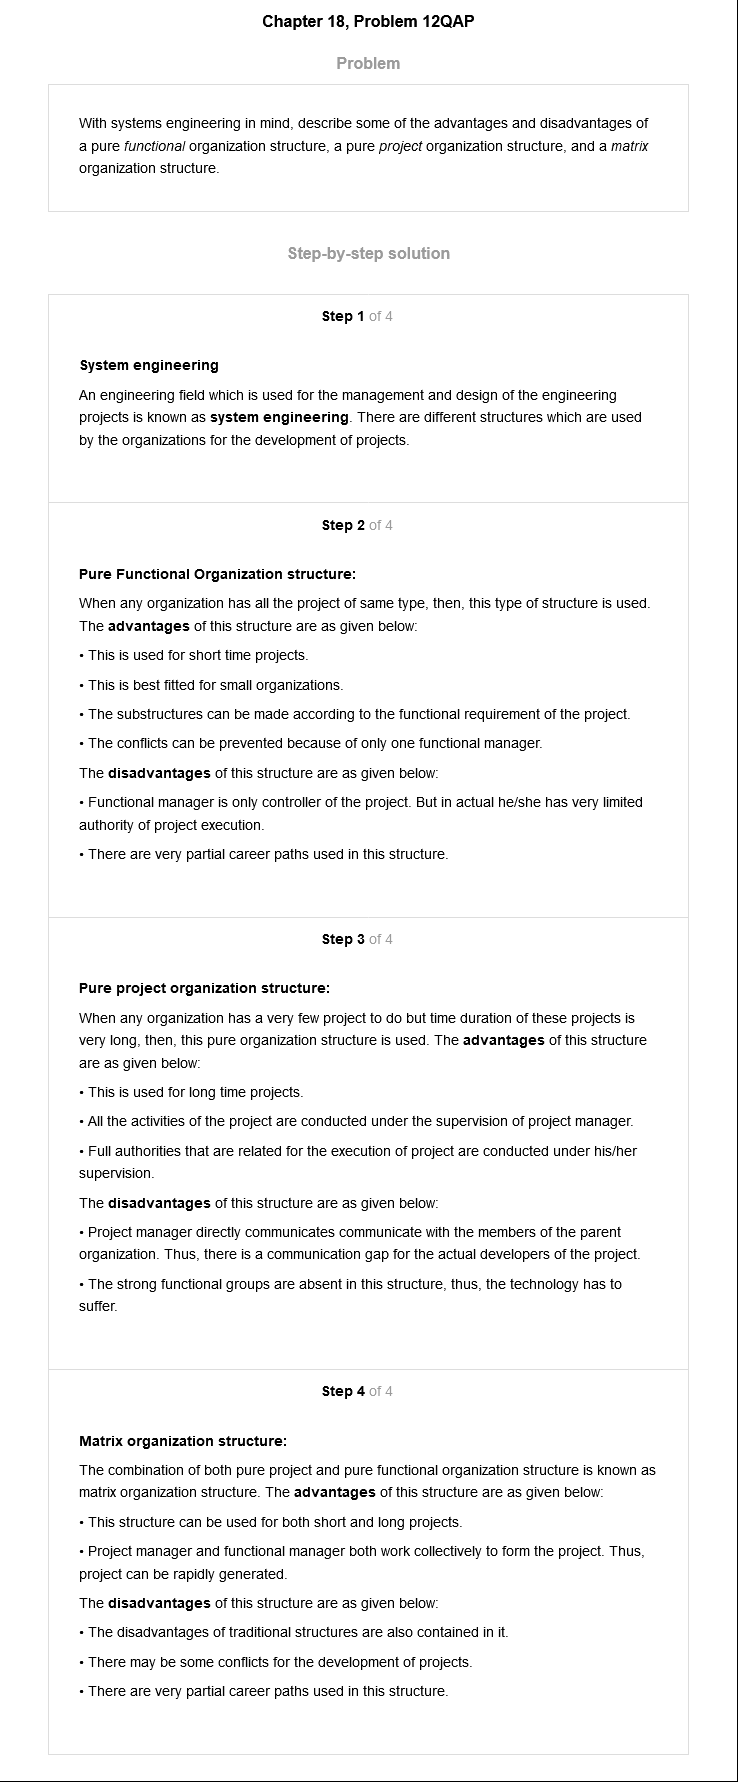 Chapter 18, Problem 12QAP
Problem
With systems engineering in mind, describe some of the advantages and disadvantages of
a pure functional organization structure, a pure project organization structure, and a matrix
organization structure.
Step-by-step solution
Step 1 of 4
System engineering
An engineering field which is used for the management and design of the engineering
projects is known as system engineering. There are different structures which are used
by the organizations for the development of projects.
Step 2 of 4
Pure Functional Organization structure:
When any organization has all the project of same type, then, this type of structure is used.
The advantages of this structure are as given below:
• This is used for short time projects.
• This is best fitted for small organizations.
• The substructures can be made according to the functional requirement of the project.
• The conflicts can be prevented because of only one functional manager.
The disadvantages of this structure are as given below:
• Functional manager is only controller of the project. But in actual he/she has very limited
authority of project execution.
• There are very partial career paths used in this structure.
Step 3 of 4
Pure project organization structure:
When any organization has a very few project to do but time duration of these projects is
very long, then, this pure organization structure is used. The advantages of this structure
are as given below:
• This is used for long time projects.
• All the activities of the project are conducted under the supervision of project manager.
• Full authorities that are related for the execution of project are conducted under his/her
supervision.
The disadvantages of this structure are as given below:
• Project manager directly communicates communicate with the members of the parent
organization. Thus, there is a communication gap for the actual developers of the project.
• The strong functional groups are absent in this structure, thus, the technology has to
suffer.
Step 4 of 4
Matrix organization structure:
The combination of both pure project and pure functional organization structure is known as
matrix organization structure. The advantages of this structure are as given below:
• This structure can be used for both short and long projects.
• Project manager and functional manager both work collectively to form the project. Thus,
project can be rapidly generated.
The disadvantages of this structure are as given below:
• The disadvantages of traditional structures are also contained in it.
• There may be some conflicts for the development of projects.
• There are very partial career paths used in this structure.